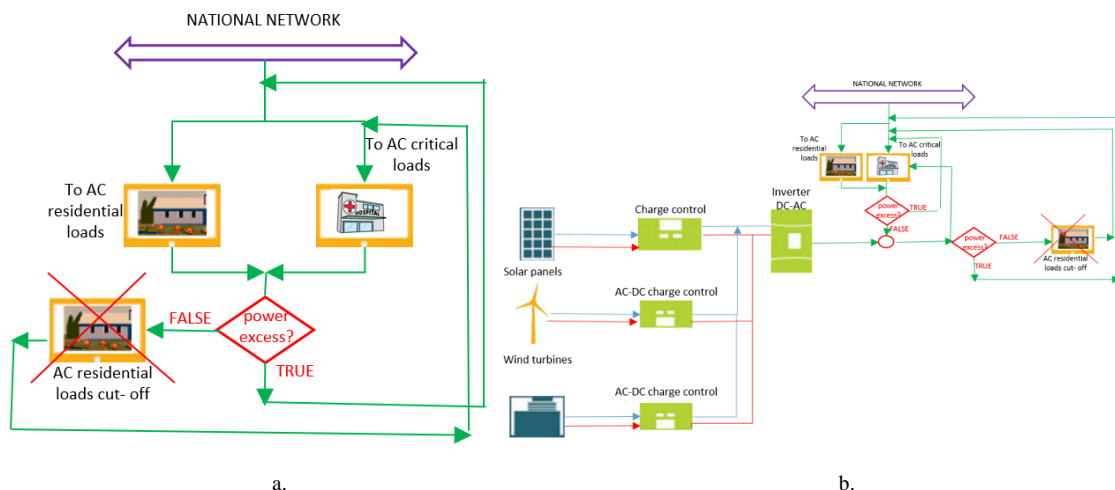 NATIONAL NETWORK
To AC
residential
loads
To AC critical
loads
HOSPITAL
power
excess?
FALSE
TRUE
AC residential
loads cut- off
a.
NATIONAL NETWORK
To AC
residential
loads
To AC critical
loads
power
excess?
TRUE
FALSE
Inverter
DC-AC
Charge control
Solar panels
power
excess?
FALSE
TRUE
AC residential
loads cut- off
AC-DC charge control
Wind turbines
AC-DC charge control
b.